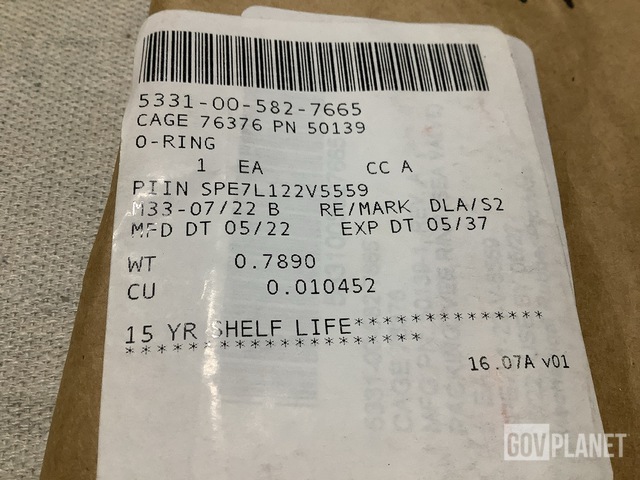 5331-00-582-7665
CAGE 76376 PN 50139
O-RING
1 EA CC A
PIIN SPE7L122V5559
M33-07/22 B RE/MARK DLA/S2
MFD DT 05/22 EXP DT 05/37
WT 0.7890
CU 0.010452
15 YR SHELF LIFE**************
******************
16.07A v01
GOVPLANET